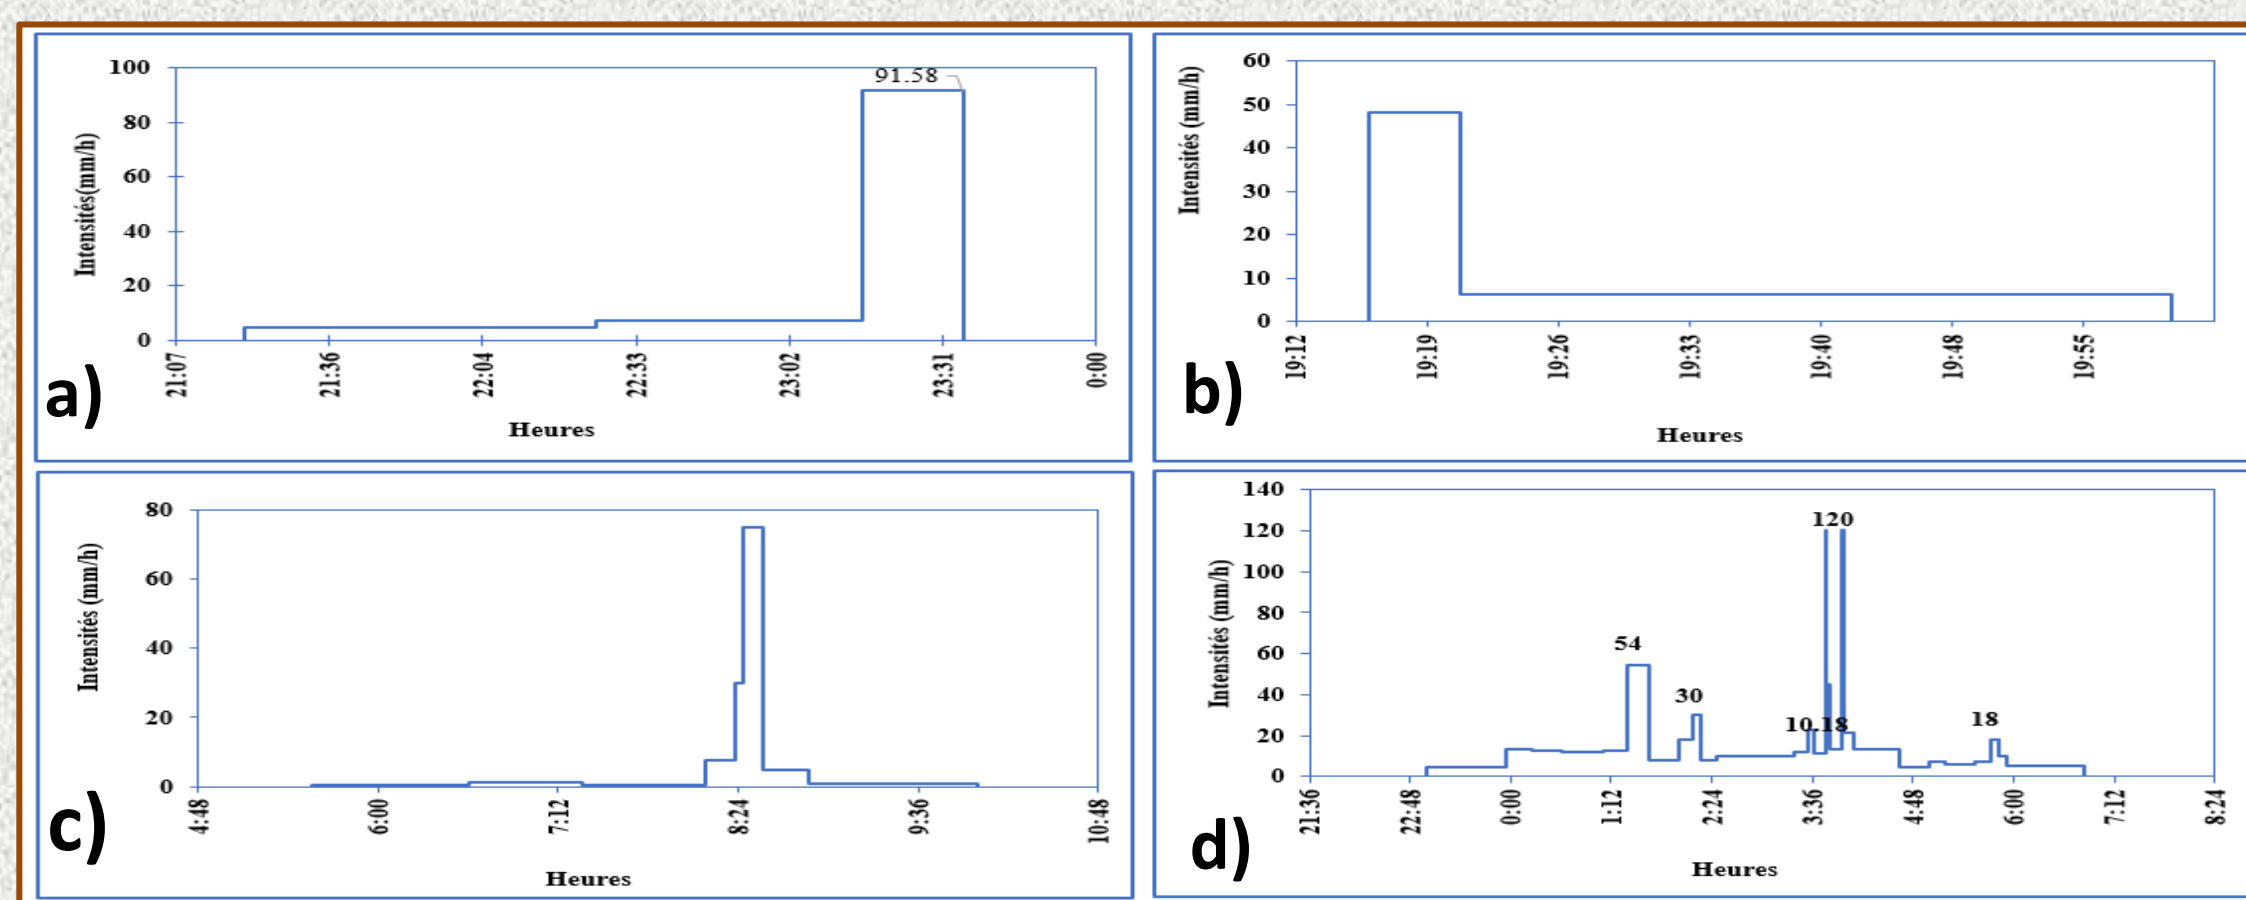 100
80
60
40
20
0
Intensités(mm/h)
91.58
21:07 21:36 22:04 22:33 23:02 23:31 0:00
Heures
a)
60
50
40
30
20
10
0
Intensités (mm/h)
19:12 19:19 19:26 19:33 19:40 19:48 19:55
Heures
b)
80
60
40
20
0
Intensités (mm/h)
4:48 6:00 7:12 8:24 9:36 10:48
Heures
c)
140
120
100
80
60
40
20
0
Intensités (mm/h)
54
30
10.18
120
18
21:36 22:48 0:00 1:12 2:24 3:36 4:48 6:00 7:12 8:24
Heures
d)